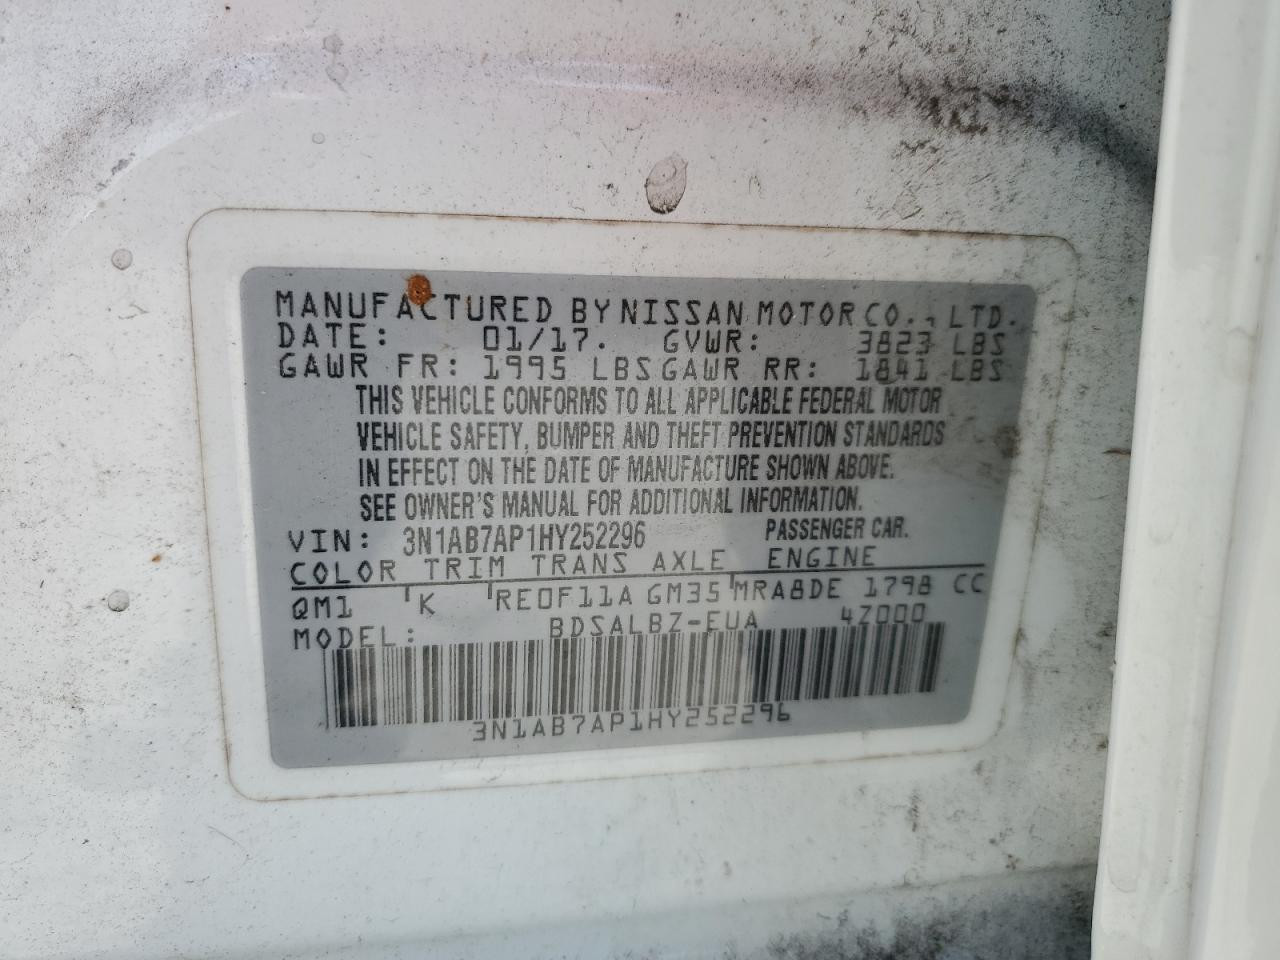 MANUFACTURED BY NISSAN MOTOR CO., LTD.
DATE: 01/17. GVWR: 3823 LBS
GAWR FR: 1995 LBS GAWR RR: 1841 LBS
THIS VEHICLE CONFORMS TO ALL APPLICABLE FEDERAL MOTOR
VEHICLE SAFETY, BUMPER AND THEFT PREVENTION STANDARDS
IN EFFECT ON THE DATE OF MANUFACTURE SHOWN ABOVE.
SEE OWNER'S MANUAL FOR ADDITIONAL INFORMATION.
VIN: 3N1AB7AP1HY252296 PASSENGER CAR.
COLOR TRIM TRANS AXLE ENGINE
QM1 K RE0F11A GM35 MRA8DE 1798 CC
MODEL: BDSALBZ-EUA 4Z000
3N1AB7AP1HY252296